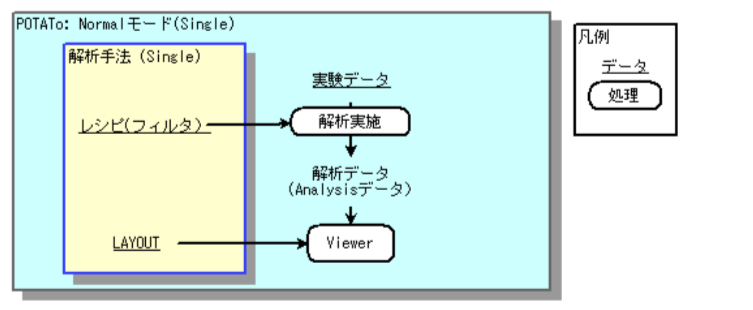 POTATo: Normalモード(Single)
解析手法 (Single)
実験データ
レシピ(フィルタ)
解析実施
解析データ
(Analysisデータ)
LAYOUT
Viewer
凡例
データ
処理